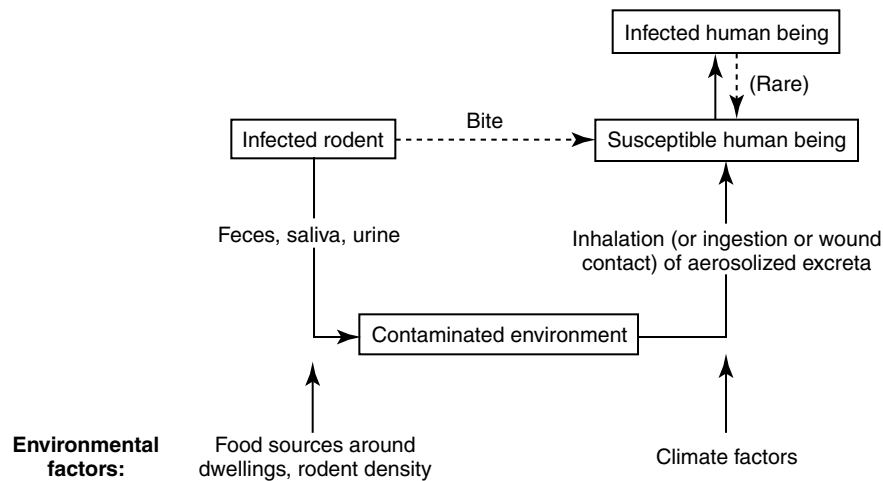 Infected human being
(Rare)
Bite
Infected rodent
Susceptible human being
Feces, saliva, urine
Inhalation (or ingestion or wound
contact) of aerosolized excreta
Contaminated environment
Environmental
factors:
Food sources around
dwellings, rodent density
Climate factors